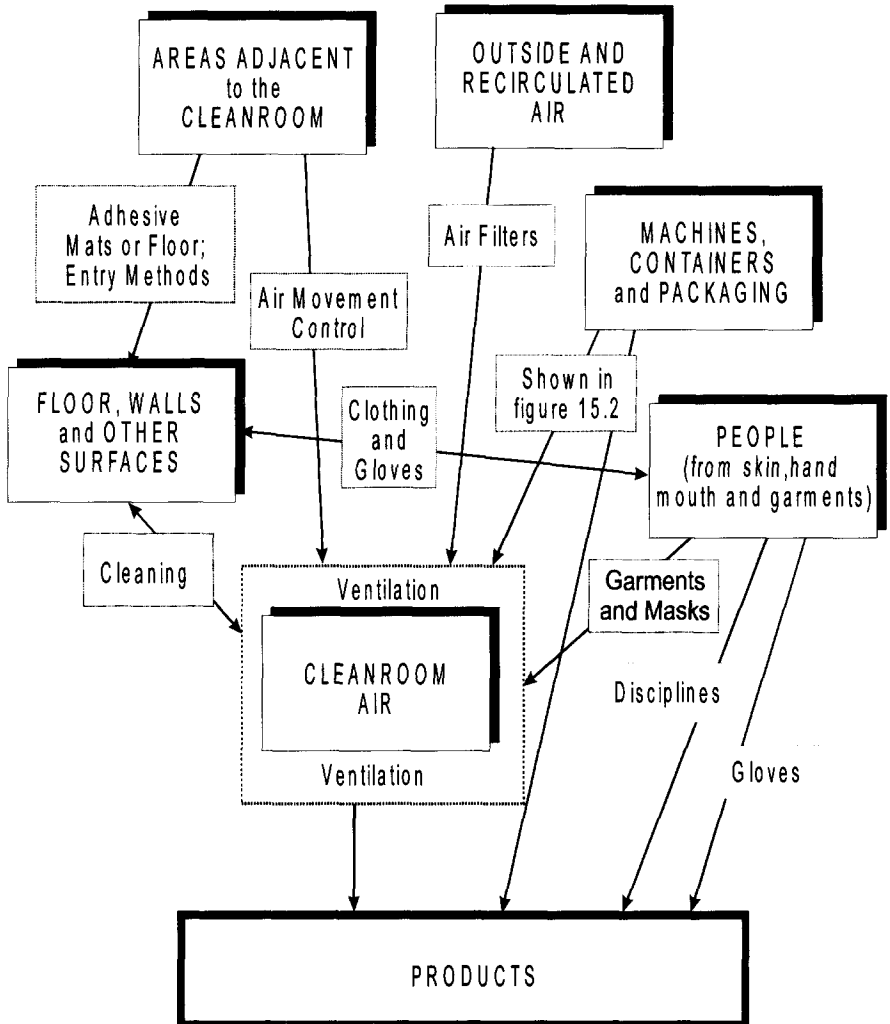 AREAS ADJACENT
to the
CLEANROOM
OUTSIDE AND
RECIRCULATED
AIR
Adhesive
Mats or Floor;
Entry Methods
Air Filters
MACHINES,
CONTAINERS
and PACKAGING
Air Movement
Control
FLOOR, WALLS
and OTHER
SURFACES
Clothing
and
Gloves
Shown in
figure 15.2
PEOPLE
(from skin,hand
mouth and garments)
Cleaning
Ventilation
Garments
and Masks
CLEANROOM
AIR
Disciplines
Ventilation
Gloves
PRODUCTS